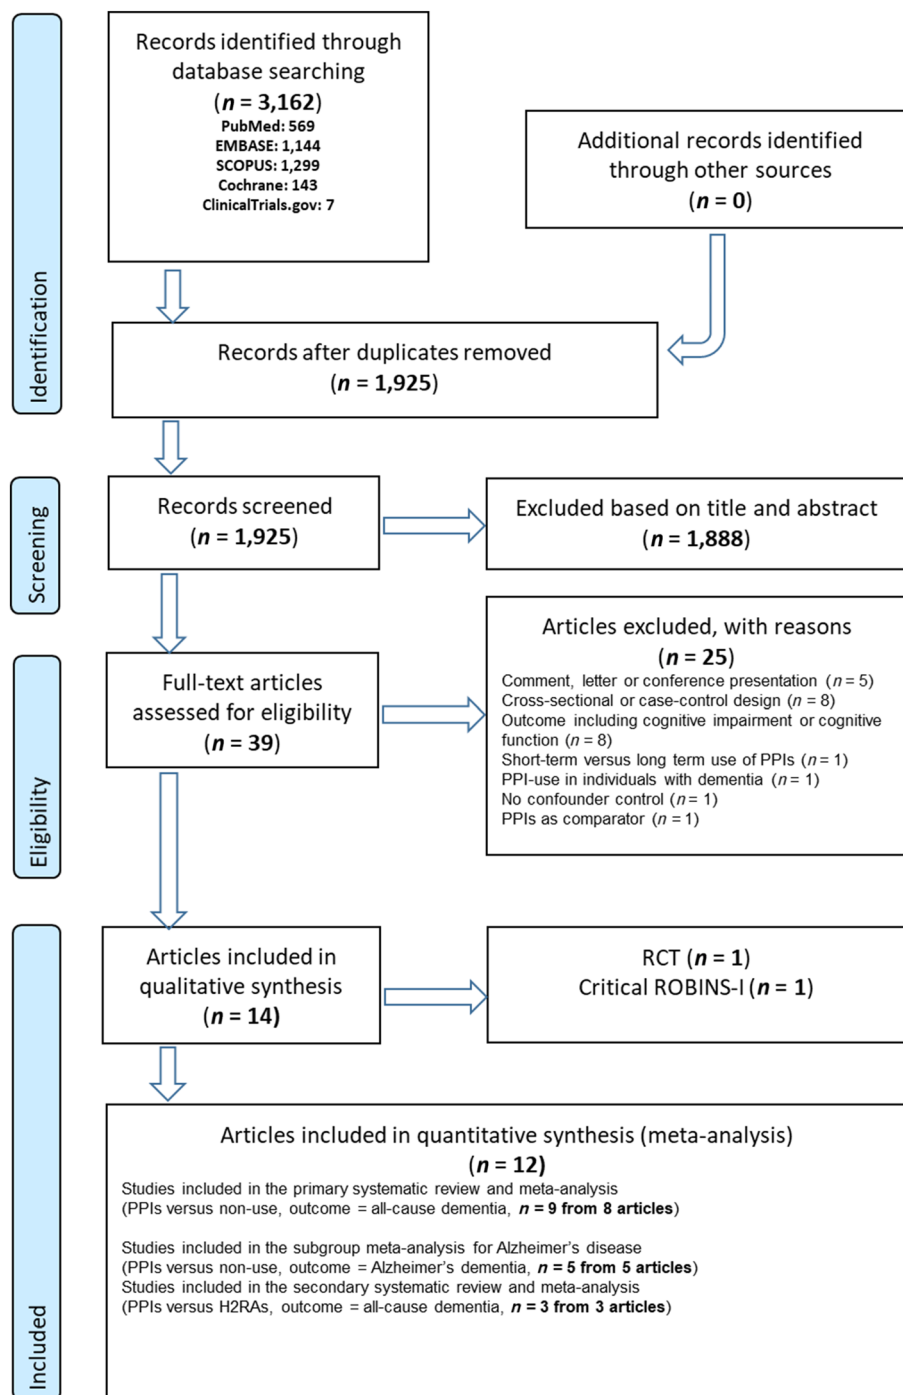 Identification
Records identified through
database searching
(n = 3,162)
PubMed: 569
EMBASE: 1,144
SCOPUS: 1,299
Cochrane: 143
ClinicalTrials.gov: 7
Additional records identified
through other sources
(n = 0)
Records after duplicates removed
(n = 1,925)
Screening
Records screened
(n = 1,925)
Excluded based on title and abstract
(n = 1,888)
Eligibility
Full-text articles
assessed for eligibility
(n = 39)
Articles excluded, with reasons
(n = 25)
Comment, letter or conference presentation (n = 5)
Cross-sectional or case-control design (n = 8)
Outcome including cognitive impairment or cognitive
function (n = 8)
Short-term versus long term use of PPIs (n = 1)
PPI-use in individuals with dementia (n = 1)
No confounder control (n = 1)
PPIs as comparator (n = 1)
Included
Articles included in
qualitative synthesis
(n = 14)
RCT (n = 1)
Critical ROBINS-I (n = 1)
Articles included in quantitative synthesis (meta-analysis)
(n = 12)
Studies included in the primary systematic review and meta-analysis
(PPIs versus non-use, outcome = all-cause dementia, n = 9 from 8 articles)
Studies included in the subgroup meta-analysis for Alzheimer's disease
(PPIs versus non-use, outcome = Alzheimer's dementia, n = 5 from 5 articles)
Studies included in the secondary systematic review and meta-analysis
(PPIs versus H2RAs, outcome = all-cause dementia, n = 3 from 3 articles)